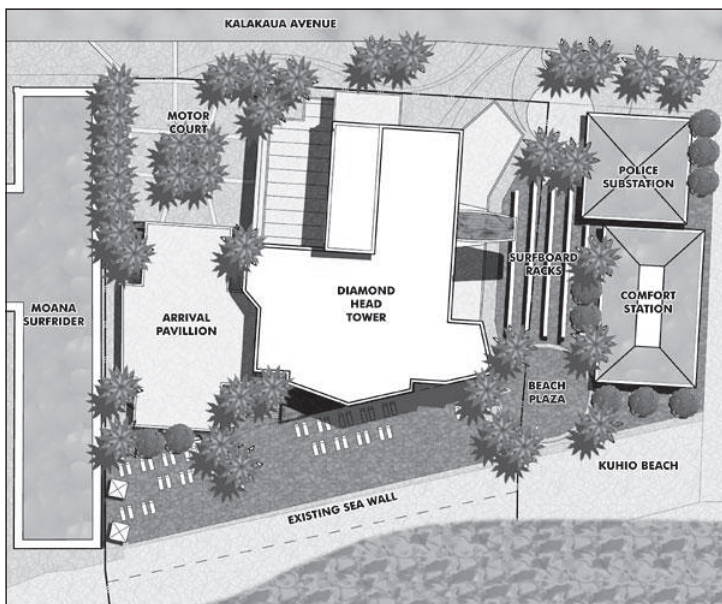 KALAKAUA AVENUE
MOTOR
COURT
POLICE
SUBSTATION
SURFBOARD
RACKS
DIAMOND
HEAD
TOWER
MOANA
SURFRIDER
ARRIVAL
PAVILLION
COMFORT
STATION
BEACH
PLAZA
KUHIO BEACH
EXISTING SEA WALL